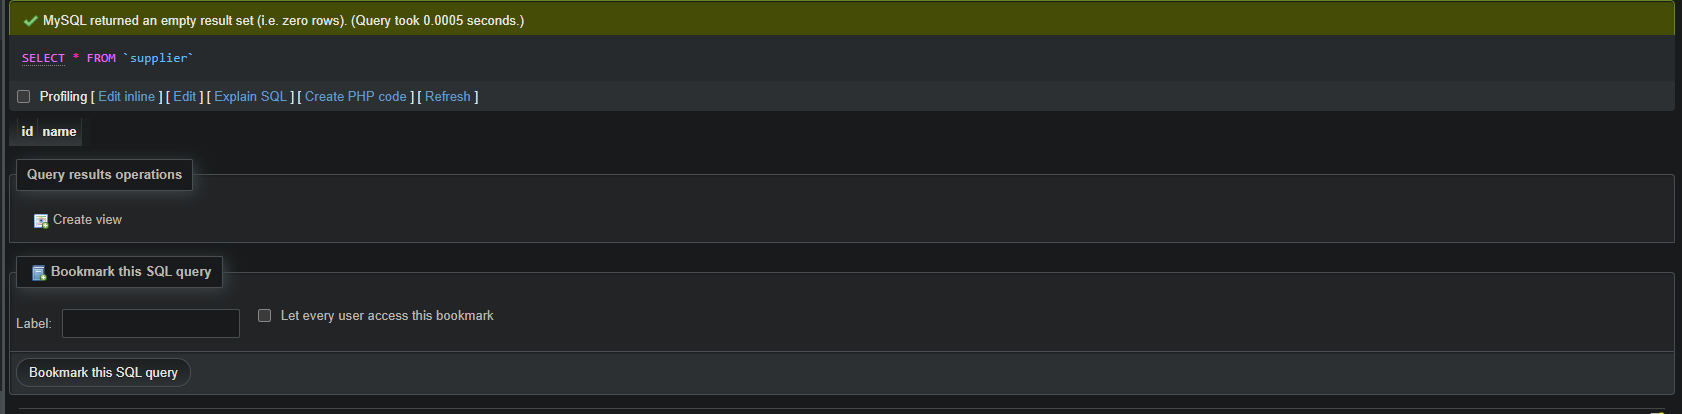 MySQL returned an empty result set (i.e. zero rows). (Query took 0.0005 seconds.)
SELECT * FROM `supplier`
Profiling [ Edit inline ] [ Edit ] [ Explain SQL ] [ Create PHP code ] [ Refresh ]
id name
Query results operations
Create view
Bookmark this SQL query
Label: Let every user access this bookmark
Bookmark this SQL query